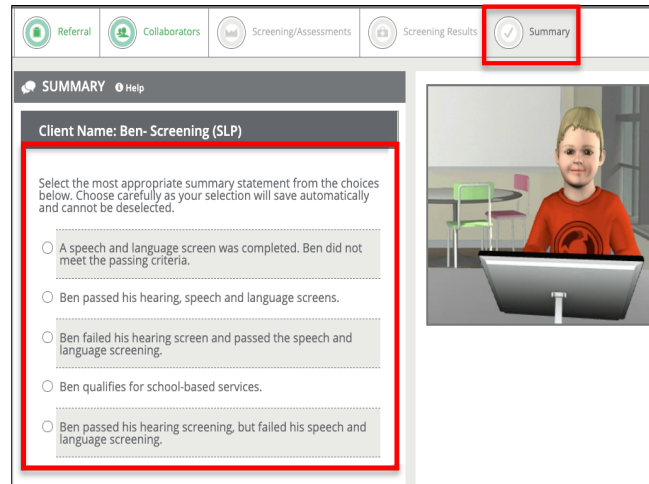 Referral
Collaborators
Screening/Assessments
Screening Results
Summary
SUMMARY Help
Client Name: Ben- Screening (SLP)
Select the most appropriate summary statement from the choices
below. Choose carefully as your selection will save automatically
and cannot be deselected.
A speech and language screen was completed. Ben did not
meet the passing criteria.
Ben passed his hearing, speech and language screens.
Ben failed his hearing screen and passed the speech and
language screening.
Ben qualifies for school-based services.
Ben passed his hearing screening, but failed his speech and
language screening.